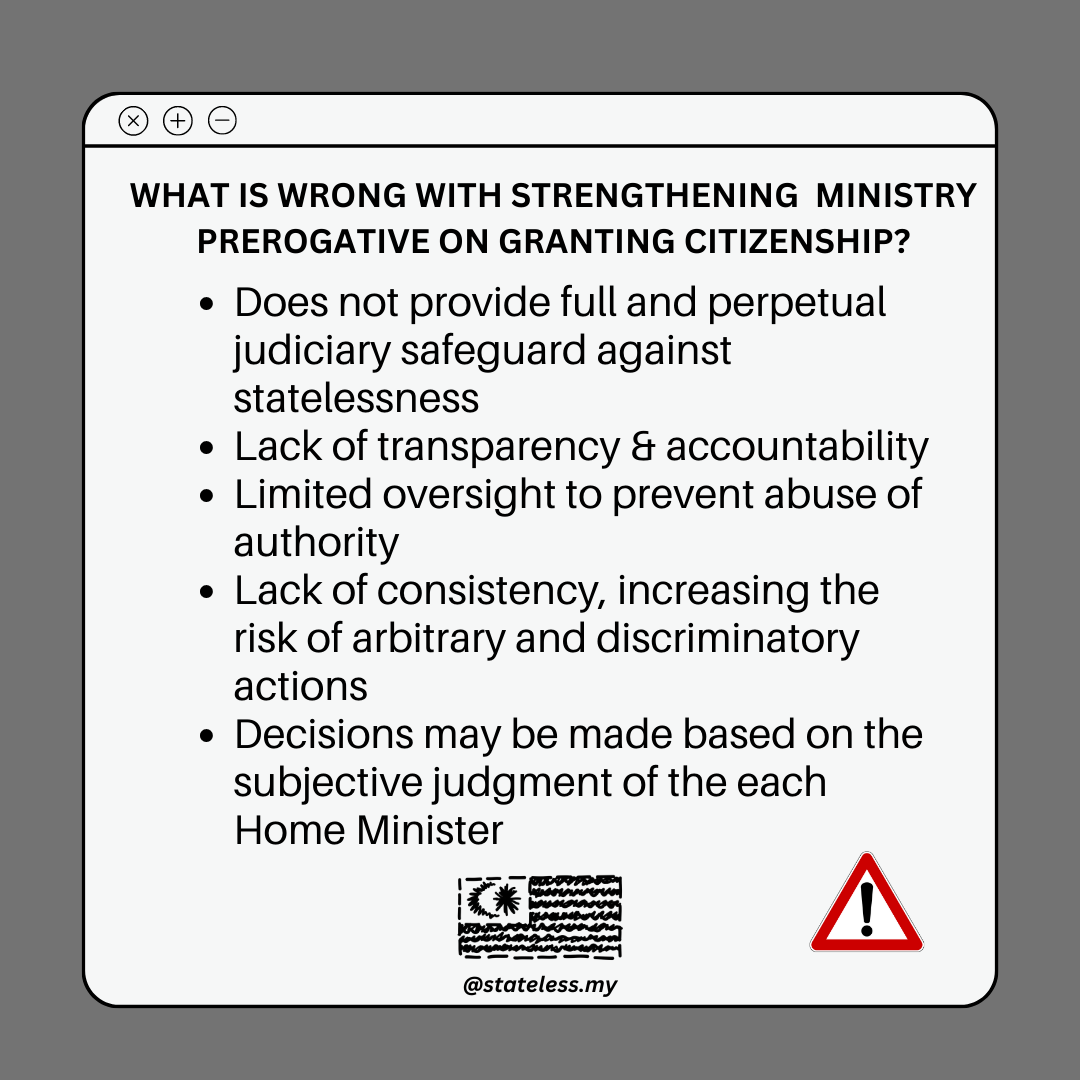 WHAT IS WRONG WITH STRENGTHENING  MINISTRY
PREROGATIVE ON GRANTING CITIZENSHIP?
• Does not provide full and perpetual
judiciary safeguard against
statelessness
• Lack of transparency & accountability
• Limited oversight to prevent abuse of
authority
• Lack of consistency, increasing the
risk of arbitrary and discriminatory
actions
• Decisions may be made based on the
subjective judgment of the each
Home Minister
@stateless.my